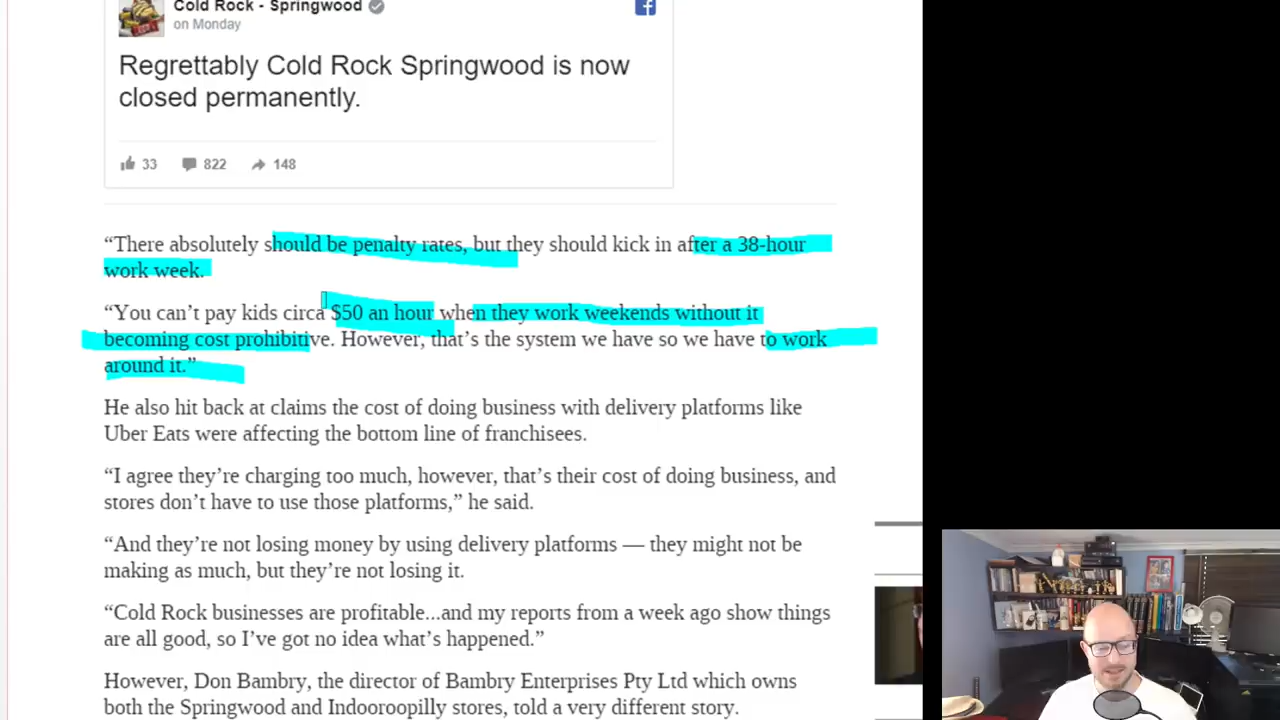 Cold Rock - Springwood
on Monday
Regrettably Cold Rock Springwood is now
closed permanently.
33 822 148
“There absolutely should be penalty rates, but they should kick in after a 38-hour
work week.
“You can’t pay kids circa $50 an hour when they work weekends without it
becoming cost prohibitive. However, that’s the system we have so we have to work
around it.”
He also hit back at claims the cost of doing business with delivery platforms like
Uber Eats were affecting the bottom line of franchisees.
“I agree they’re charging too much, however, that’s their cost of doing business, and
stores don’t have to use those platforms,” he said.
“And they’re not losing money by using delivery platforms — they might not be
making as much, but they’re not losing it.
“Cold Rock businesses are profitable...and my reports from a week ago show things
are all good, so I’ve got no idea what’s happened.”
However, Don Bambry, the director of Bambry Enterprises Pty Ltd which owns
both the Springwood and Indooroopilly stores, told a very different story.